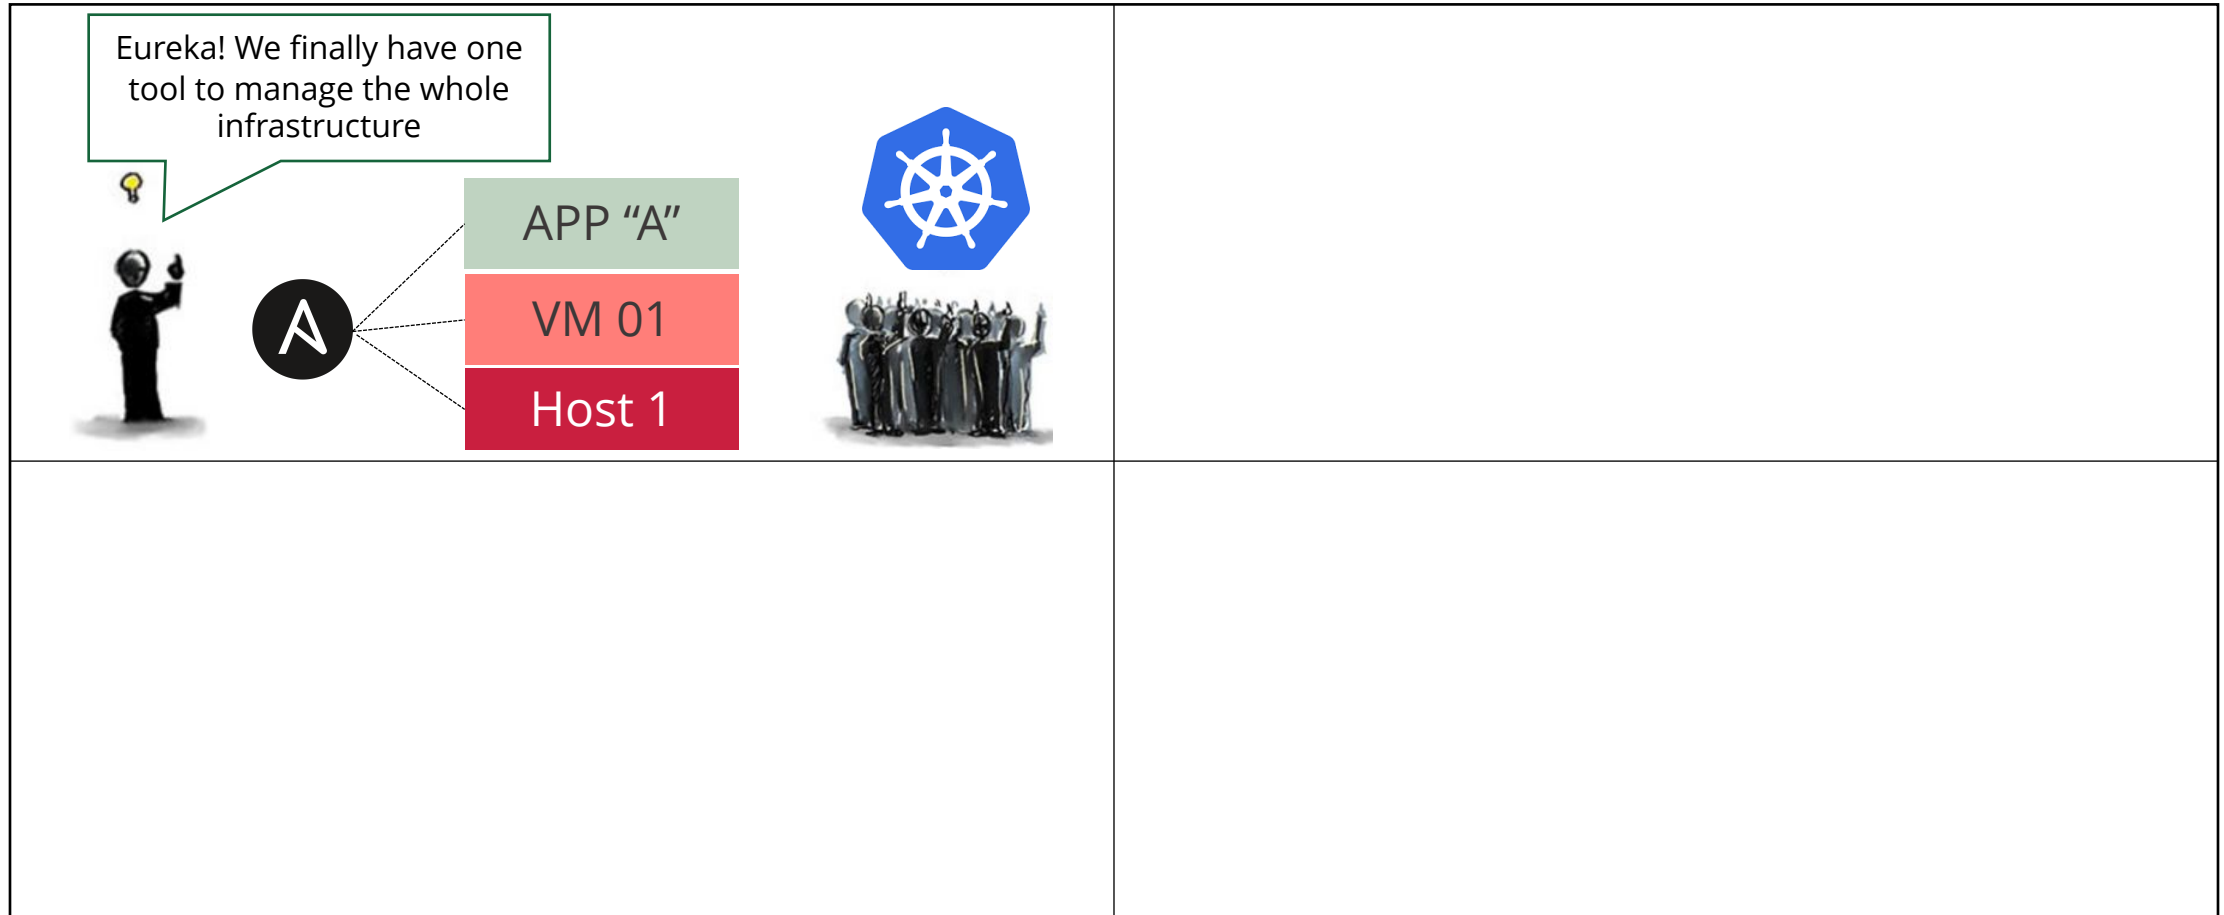 Eureka! We finally have one
tool to manage the whole
infrastructure
APP “A”
VM 01
Host 1